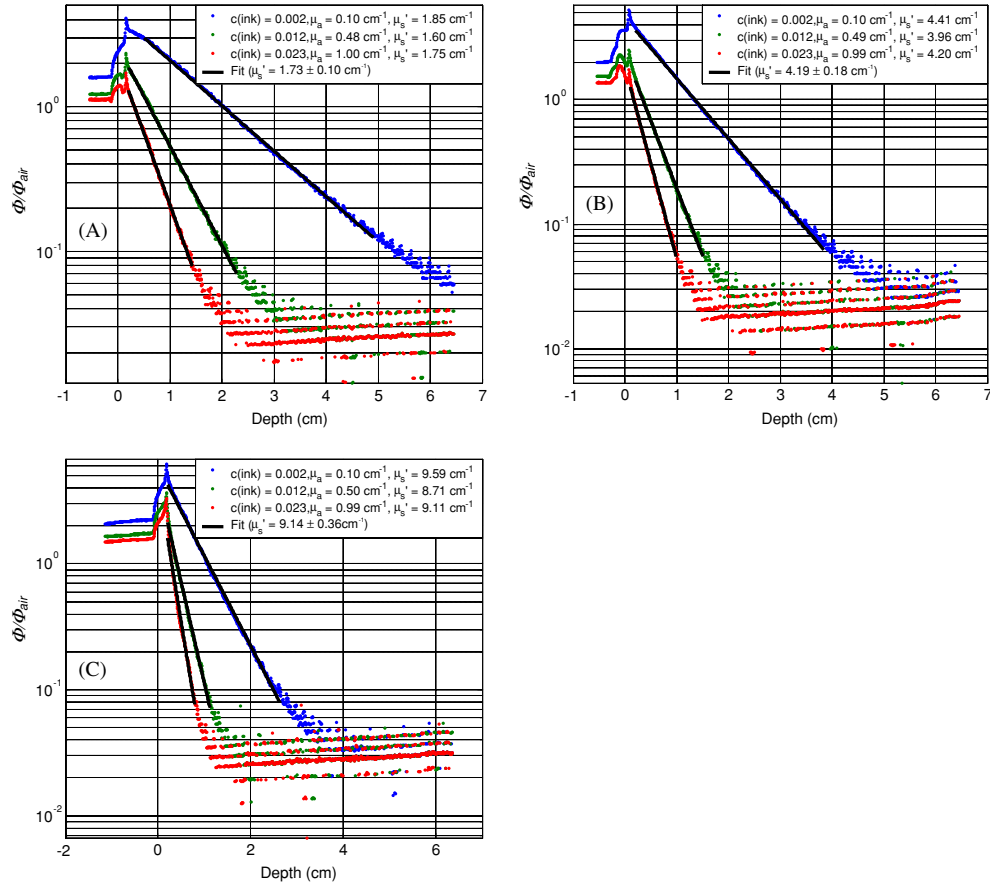 c(ink) = 0.002,μa = 0.10 cm⁻¹, μs' = 1.85 cm⁻¹
c(ink) = 0.012,μa = 0.48 cm⁻¹, μs' = 1.60 cm⁻¹
c(ink) = 0.023,μa = 1.00 cm⁻¹, μs' = 1.75 cm⁻¹
Fit (μs' = 1.73 ± 0.10 cm⁻¹)
10⁰
10⁻¹
Φ/Φair
(A)
-1 0 1 2 3 4 5 6 7
Depth (cm)
c(ink) = 0.002,μa = 0.10 cm⁻¹, μs' = 4.41 cm⁻¹
c(ink) = 0.012,μa = 0.49 cm⁻¹, μs' = 3.96 cm⁻¹
c(ink) = 0.023,μa = 0.99 cm⁻¹, μs' = 4.20 cm⁻¹
Fit (μs' = 4.19 ± 0.18 cm⁻¹)
10⁰
10⁻¹
10⁻²
Φ/Φair
(B)
-1 0 1 2 3 4 5 6 7
Depth (cm)
c(ink) = 0.002,μa = 0.10 cm⁻¹, μs' = 9.59 cm⁻¹
c(ink) = 0.012,μa = 0.50 cm⁻¹, μs' = 8.71 cm⁻¹
c(ink) = 0.023,μa = 0.99 cm⁻¹, μs' = 9.11 cm⁻¹
Fit (μs' = 9.14 ± 0.36cm⁻¹)
10⁰
10⁻¹
10⁻²
Φ/Φair
(C)
-2 0 2 4 6
Depth (cm)